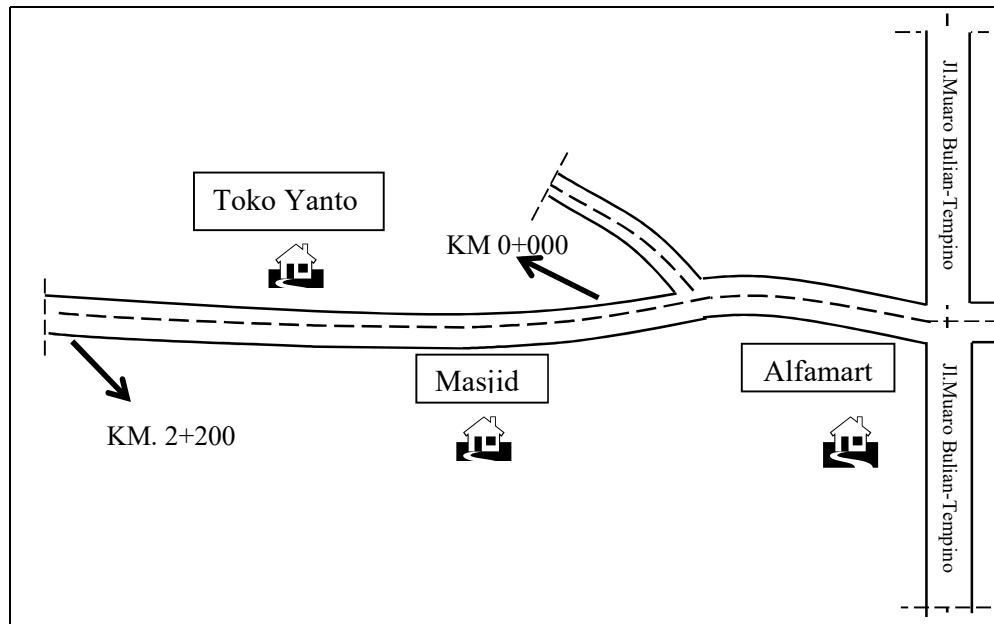 Jl.Muaro Bulian-Tempino
Toko Yanto
KM 0+000
Masjid
Alfamart
KM. 2+200
Jl.Muaro Bulian-Tempino